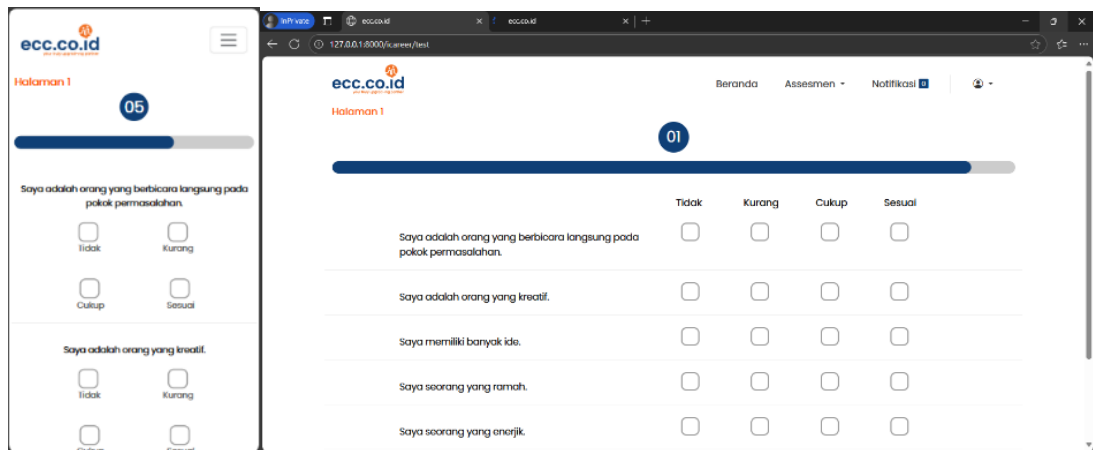 ecc.co.id
Halaman 1
05
Saya adalah orang yang berbicara langsung pada
pokok permasalahan.
Tidak
Kurang
Cukup
Sesuai
Saya adalah orang yang kreatif.
Tidak
Kurang
InPrivate
ecc.co.id
ecc.co.id
127.0.0.1:8000/icareer/test
ecc.co.id
Beranda
Assesmen
Notifikasi
Halaman 1
01
Tidak Kurang Cukup Sesuai
Saya adalah orang yang berbicara langsung pada
pokok permasalahan.
Saya adalah orang yang kreatif.
Saya memiliki banyak ide.
Saya seorang yang ramah.
Saya seorang yang enerjik.